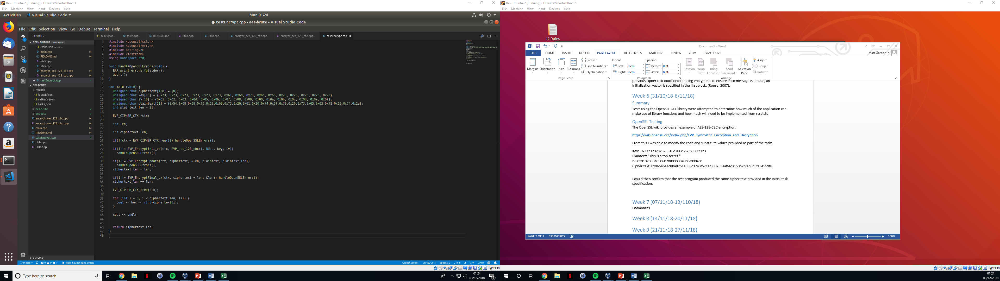 Dev-Ubuntu-2 [Running] - Oracle VM VirtualBox : 1
File Machine View Input Devices Help
Activities Visual Studio Code Mon 01:24
● testEncrypt.cpp - aes-brute - Visual Studio Code
File Edit Selection View Go Debug Terminal Help
EXPLORER
OPEN EDITORS 1 UNSAVED
tasks.json .vscode
main.cpp M
README.md M
utils.hpp
utils.cpp
encrypt_aes_128_cbc.cpp M
encrypt_aes_128_cbc.hpp M
testEncrypt.cpp U
AES-BRUTE
.vscode
launch.json
settings.json
tasks.json
aes-brute U
aes-test U
encrypt_aes_128_cbc.cpp M
encrypt_aes_128_cbc.hpp M
main.cpp M
README.md M
testEncrypt.cpp U
utils.cpp
utils.hpp
OUTLINE
tasks.json main.cpp README.md utils.hpp utils.cpp encrypt_aes_128_cbc.cpp encrypt_aes_128_cbc.hpp testEncrypt.cpp
1 #include <openssl/ssl.h>
2 #include <openssl/err.h>
3 #include <string.h>
4 #include <iostream>
5 using namespace std;
6
7 void handleOpenSSLErrors(void) {
8 ERR_print_errors_fp(stderr);
9 abort();
10 }
11
12 int main (void) {
13 unsigned char ciphertext[128] = {0};
14 unsigned char key[16] = {0x23, 0x23, 0x23, 0x23, 0x23, 0x73, 0x61, 0x6d, 0x70, 0x6c, 0x65, 0x23, 0x23, 0x23, 0x23, 0x23};
15 unsigned char iv[16] = {0x01, 0x02, 0x03, 0x04, 0x05, 0x06, 0x07, 0x08, 0x09, 0x00, 0x0a, 0x0b, 0x0c, 0x0d, 0x0e, 0x0f};
16 unsigned char plaintext[21] = {0x54,0x68,0x69,0x73,0x20,0x69,0x73,0x20,0x61,0x20,0x74,0x6f,0x70,0x20,0x73,0x65,0x63,0x72,0x65,0x74,0x2e};
17 int plaintext_len = 21;
18
19 EVP_CIPHER_CTX *ctx;
20
21 int len;
22
23 int ciphertext_len;
24
25 if(!(ctx = EVP_CIPHER_CTX_new())) handleOpenSSLErrors();
26
27 if(1 != EVP_EncryptInit_ex(ctx, EVP_aes_128_cbc(), NULL, key, iv))
28 handleOpenSSLErrors();
29
30 if(1 != EVP_EncryptUpdate(ctx, ciphertext, &len, plaintext, plaintext_len))
31 handleOpenSSLErrors();
32 ciphertext_len = len;
33
34 if(1 != EVP_EncryptFinal_ex(ctx, ciphertext + len, &len)) handleOpenSSLErrors();
35 ciphertext_len += len;
36
37 EVP_CIPHER_CTX_free(ctx);
38
39 for (int i = 0; i < ciphertext_len; i++) {
40 cout << hex << (int)ciphertext[i];
41 }
42
43 cout << endl;
44
45
46 return ciphertext_len;
47 }
48
master* 0 0 11 (gdb) Launch (aes-brute) (Global Scope) Ln 48, Col 1 Spaces: 2 UTF-8 LF C++ Linux
Right Ctrl
Type here to search
01:24
03/12/2018
4
Dev-Ubuntu-2 [Running] - Oracle VM VirtualBox : 2
File Machine View Input Devices Help
12 Rules
Document4 - Word
FILE HOME INSERT DESIGN PAGE LAYOUT REFERENCES MAILINGS REVIEW VIEW DYMO Label Matt Gordon
Margins Orientation Size Columns
Breaks
Line Numbers
Hyphenation
Page Setup
Indent Spacing
Left: 0 cm Before: 0 pt
Right: 0 cm After: 8 pt
Paragraph
Position Wrap Text Bring Forward Send Backward Selection Pane
Align
Group
Rotate
Arrange
previous cipher text block before being encrypted. To ensure each message is unique, an
initialisation vector is specified in the first block. (Rouse, 2007).
Week 6 (31/10/18-6/11/18)
Summary
Tests using the OpenSSL C++ library were attempted to determine how much of the application can
make use of library functions and how much will need to be implemented from scratch.
OpenSSL Testing
The OpenSSL wiki provides an example of AES-128-CBC encryption:
https://wiki.openssl.org/index.php/EVP_Symmetric_Encryption_and_Decryption
From this I was able to modify the code and substitute values provided as part of the task:
Key: 0x232323232373616d706c652323232323
Plaintext: "This is a top secret."
IV: 0x010203040506070809000a0b0c0d0e0f
Cipher text: 0xd6546e4c8ba8751e586c3743f521ef390253aaff4c3150b2f7ab8d6fa34559f8
I could then confirm that the test program produced the same cipher text provided in the initial task
specification.
Week 7 (07/11/18-13/110/18)
Endianness
Week 8 (14/11/18-20/11/18)
Week 9 (21/11/18-27/11/18)
PAGE 2 OF 3 538 WORDS 100%
Right Ctrl
01:24
03/12/2018